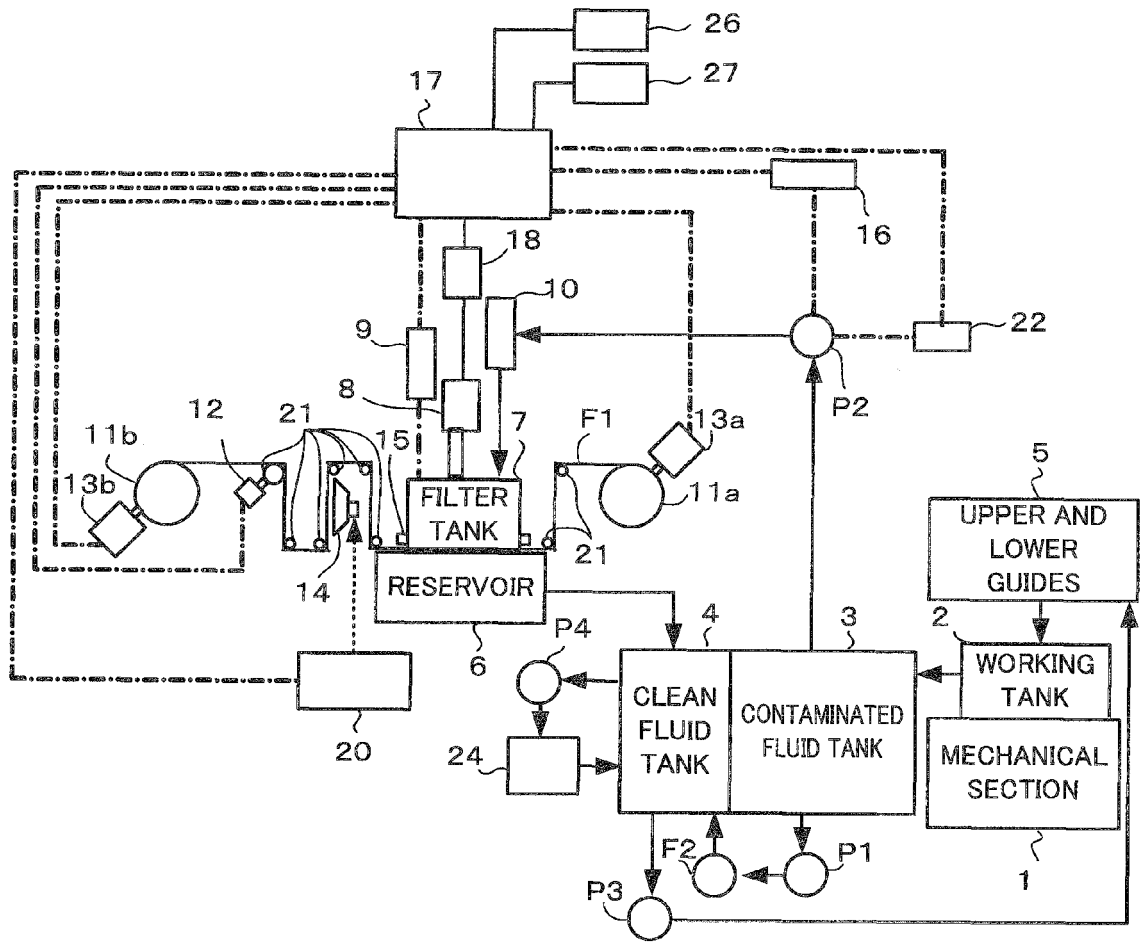 26
27
17
16
18
10
22
9
P2
8
7
F1
13a
12
21
15
11b
13b
11a
5
FILTER
TANK
21
UPPER AND
LOWER
GUIDES
14
RESERVOIR
6
P4
4
3
2
WORKING
TANK
CLEAN
FLUID
TANK
CONTAMINATED
FLUID TANK
20
24
MECHANICAL
SECTION
F2
P1
1
P3